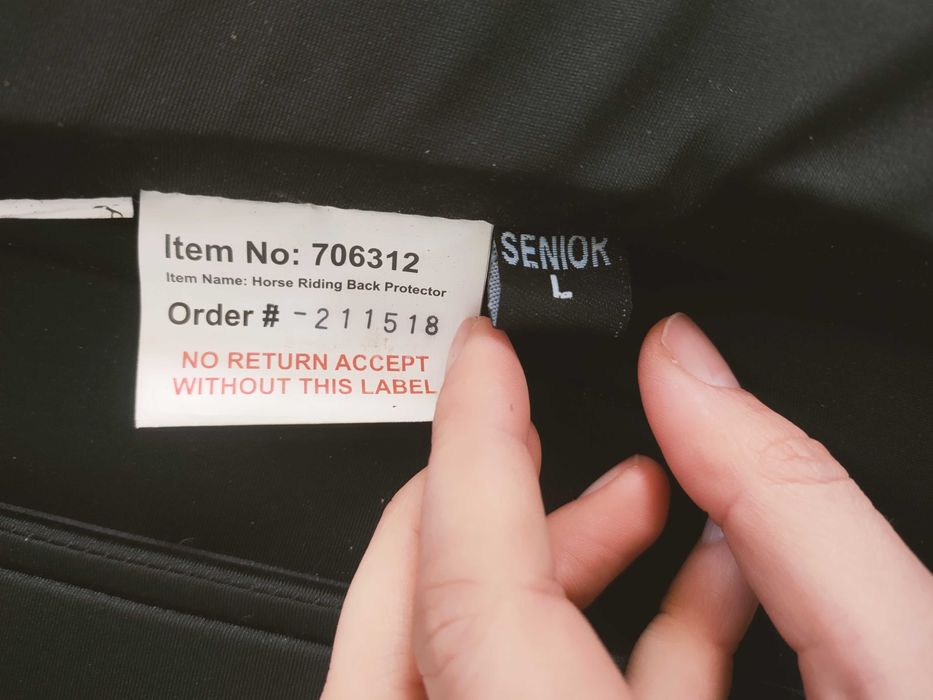 Item No: 706312
Item Name: Horse Riding Back Protector
Order # -211518
NO RETURN ACCEPT
WITHOUT THIS LABEL
SENIOR
L